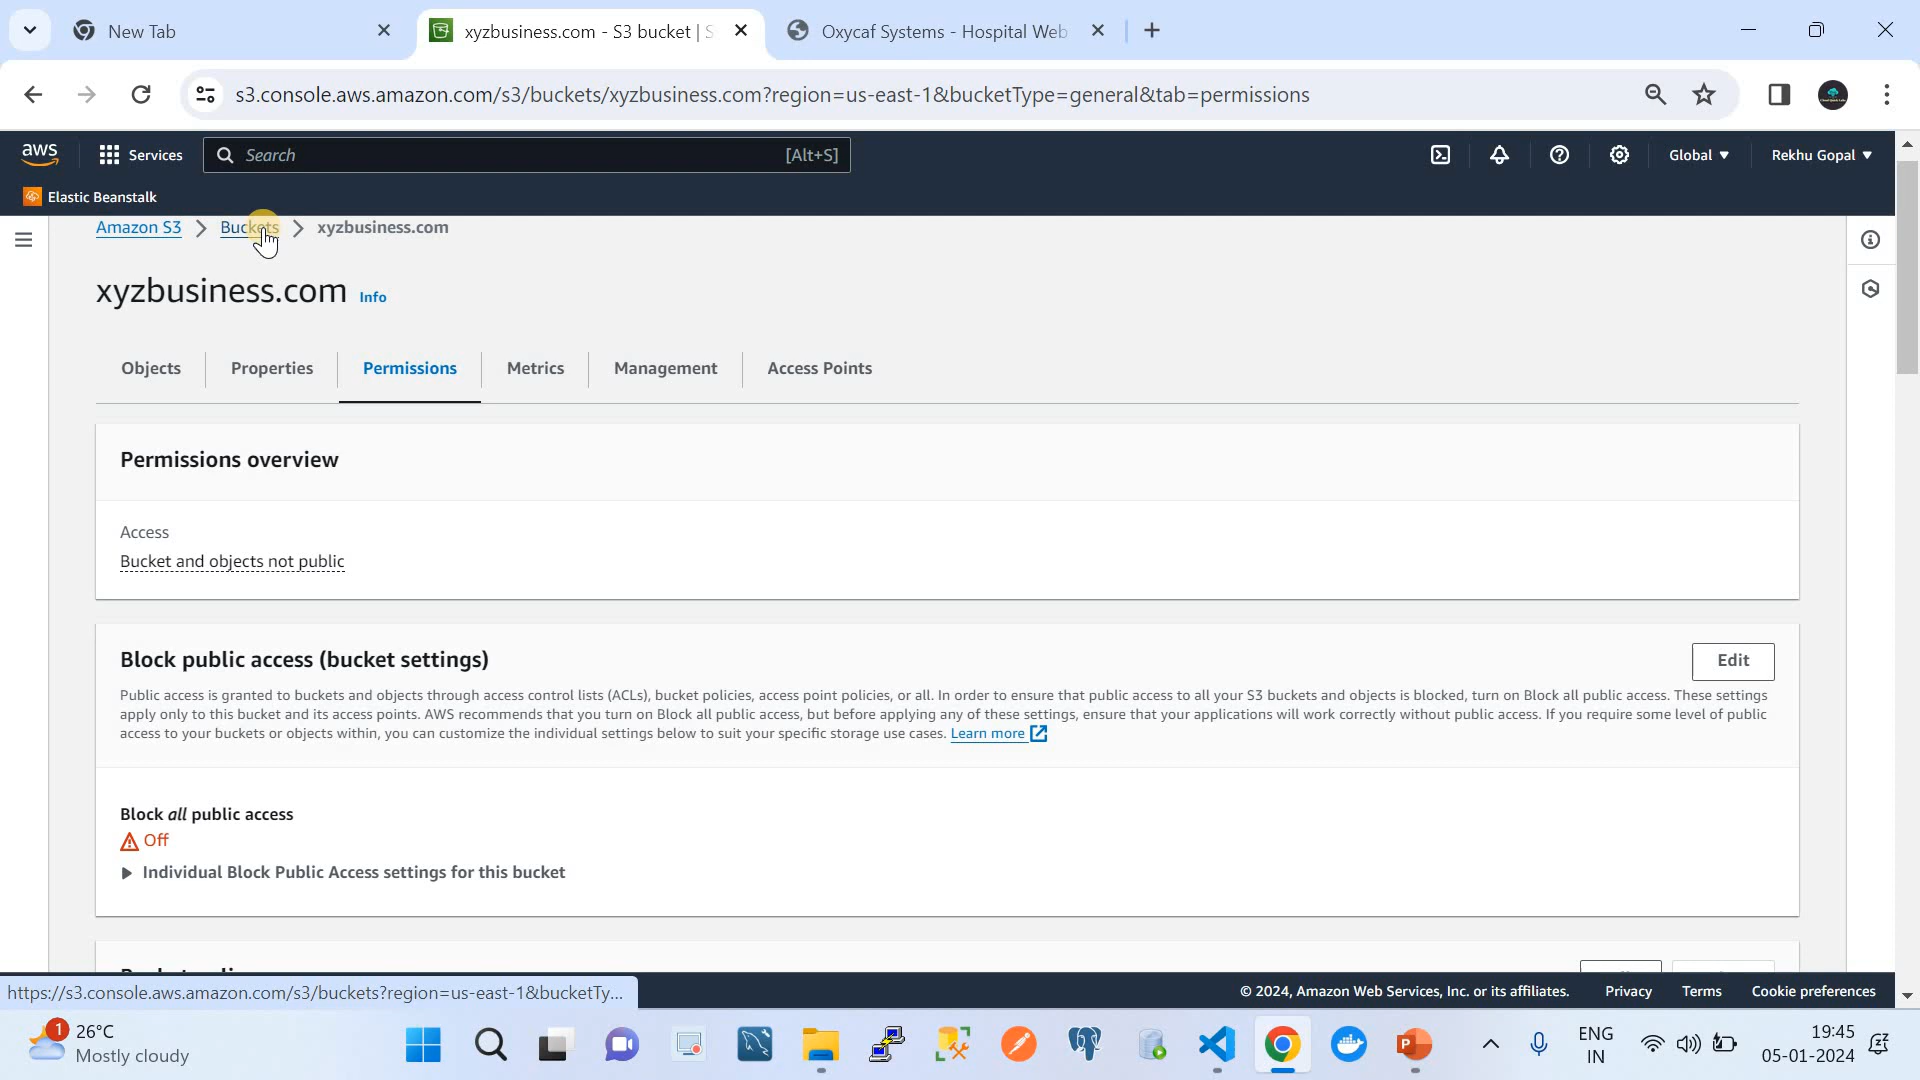 New Tab
xyzbusiness.com - S3 bucket | S
Oxycaf Systems - Hospital Web
s3.console.aws.amazon.com/s3/buckets/xyzbusiness.com?region=us-east-1&bucketType=general&tab=permissions
aws
Services
Search
[Alt+S]
Global
Rekhu Gopal
Elastic Beanstalk
Amazon S3
Buckets
xyzbusiness.com
xyzbusiness.com Info
Objects
Properties
Permissions
Metrics
Management
Access Points
Permissions overview
Access
Bucket and objects not public
Block public access (bucket settings)
Edit
Public access is granted to buckets and objects through access control lists (ACLs), bucket policies, access point policies, or all. In order to ensure that public access to all your S3 buckets and objects is blocked, turn on Block all public access. These settings
apply only to this bucket and its access points. AWS recommends that you turn on Block all public access, but before applying any of these settings, ensure that your applications will work correctly without public access. If you require some level of public
access to your buckets or objects within, you can customize the individual settings below to suit your specific storage use cases. Learn more
Block all public access
Off
Individual Block Public Access settings for this bucket
https://s3.console.aws.amazon.com/s3/buckets?region=us-east-1&bucketTy...
© 2024, Amazon Web Services, Inc. or its affiliates.
Privacy
Terms
Cookie preferences
1
26°C
Mostly cloudy
ENG
IN
19:45
05-01-2024